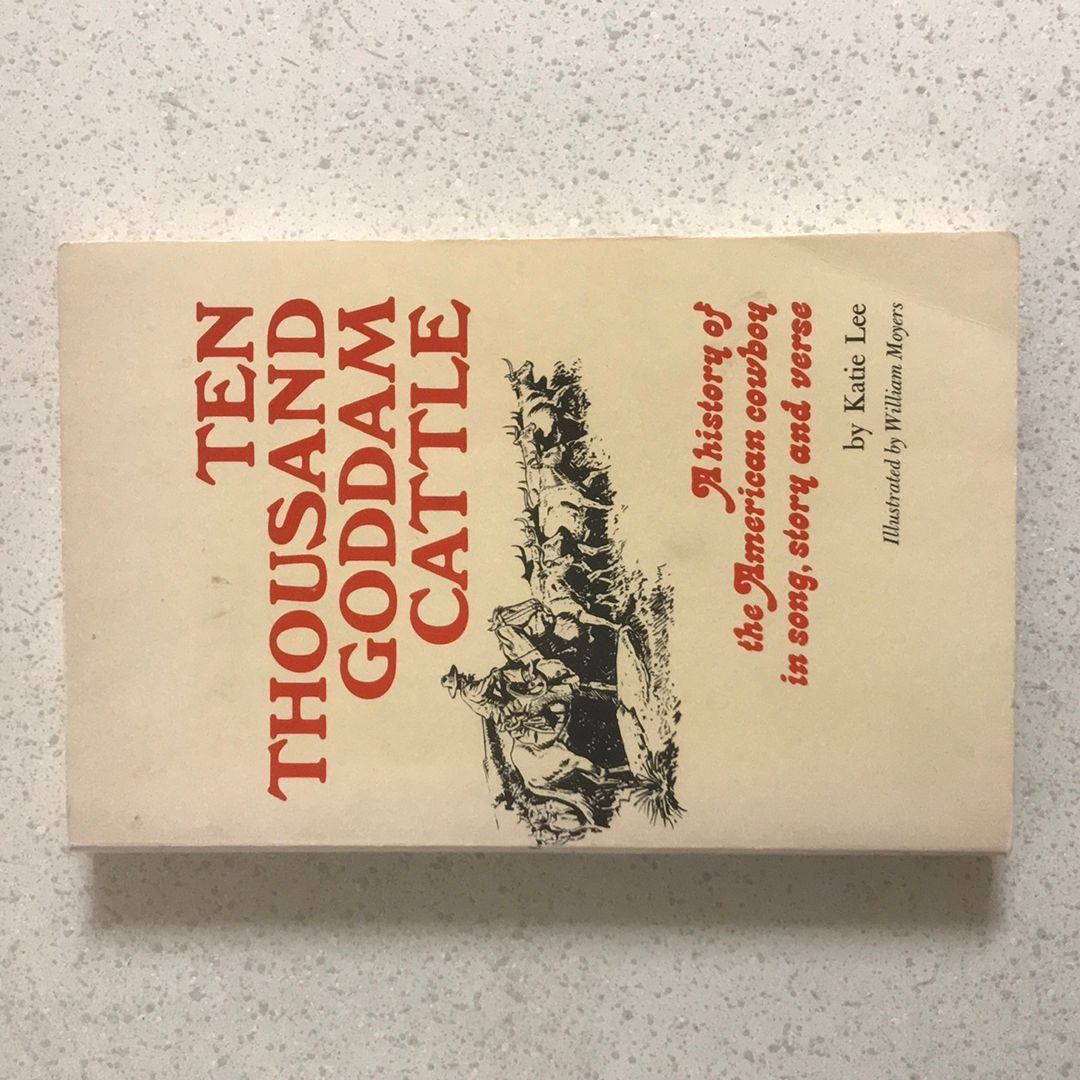 TEN
THOUSAND
GODDAM
CATTLE
A history of
the American cowboy
in song, story and verse
by Katie Lee
Illustrated by William Moyers